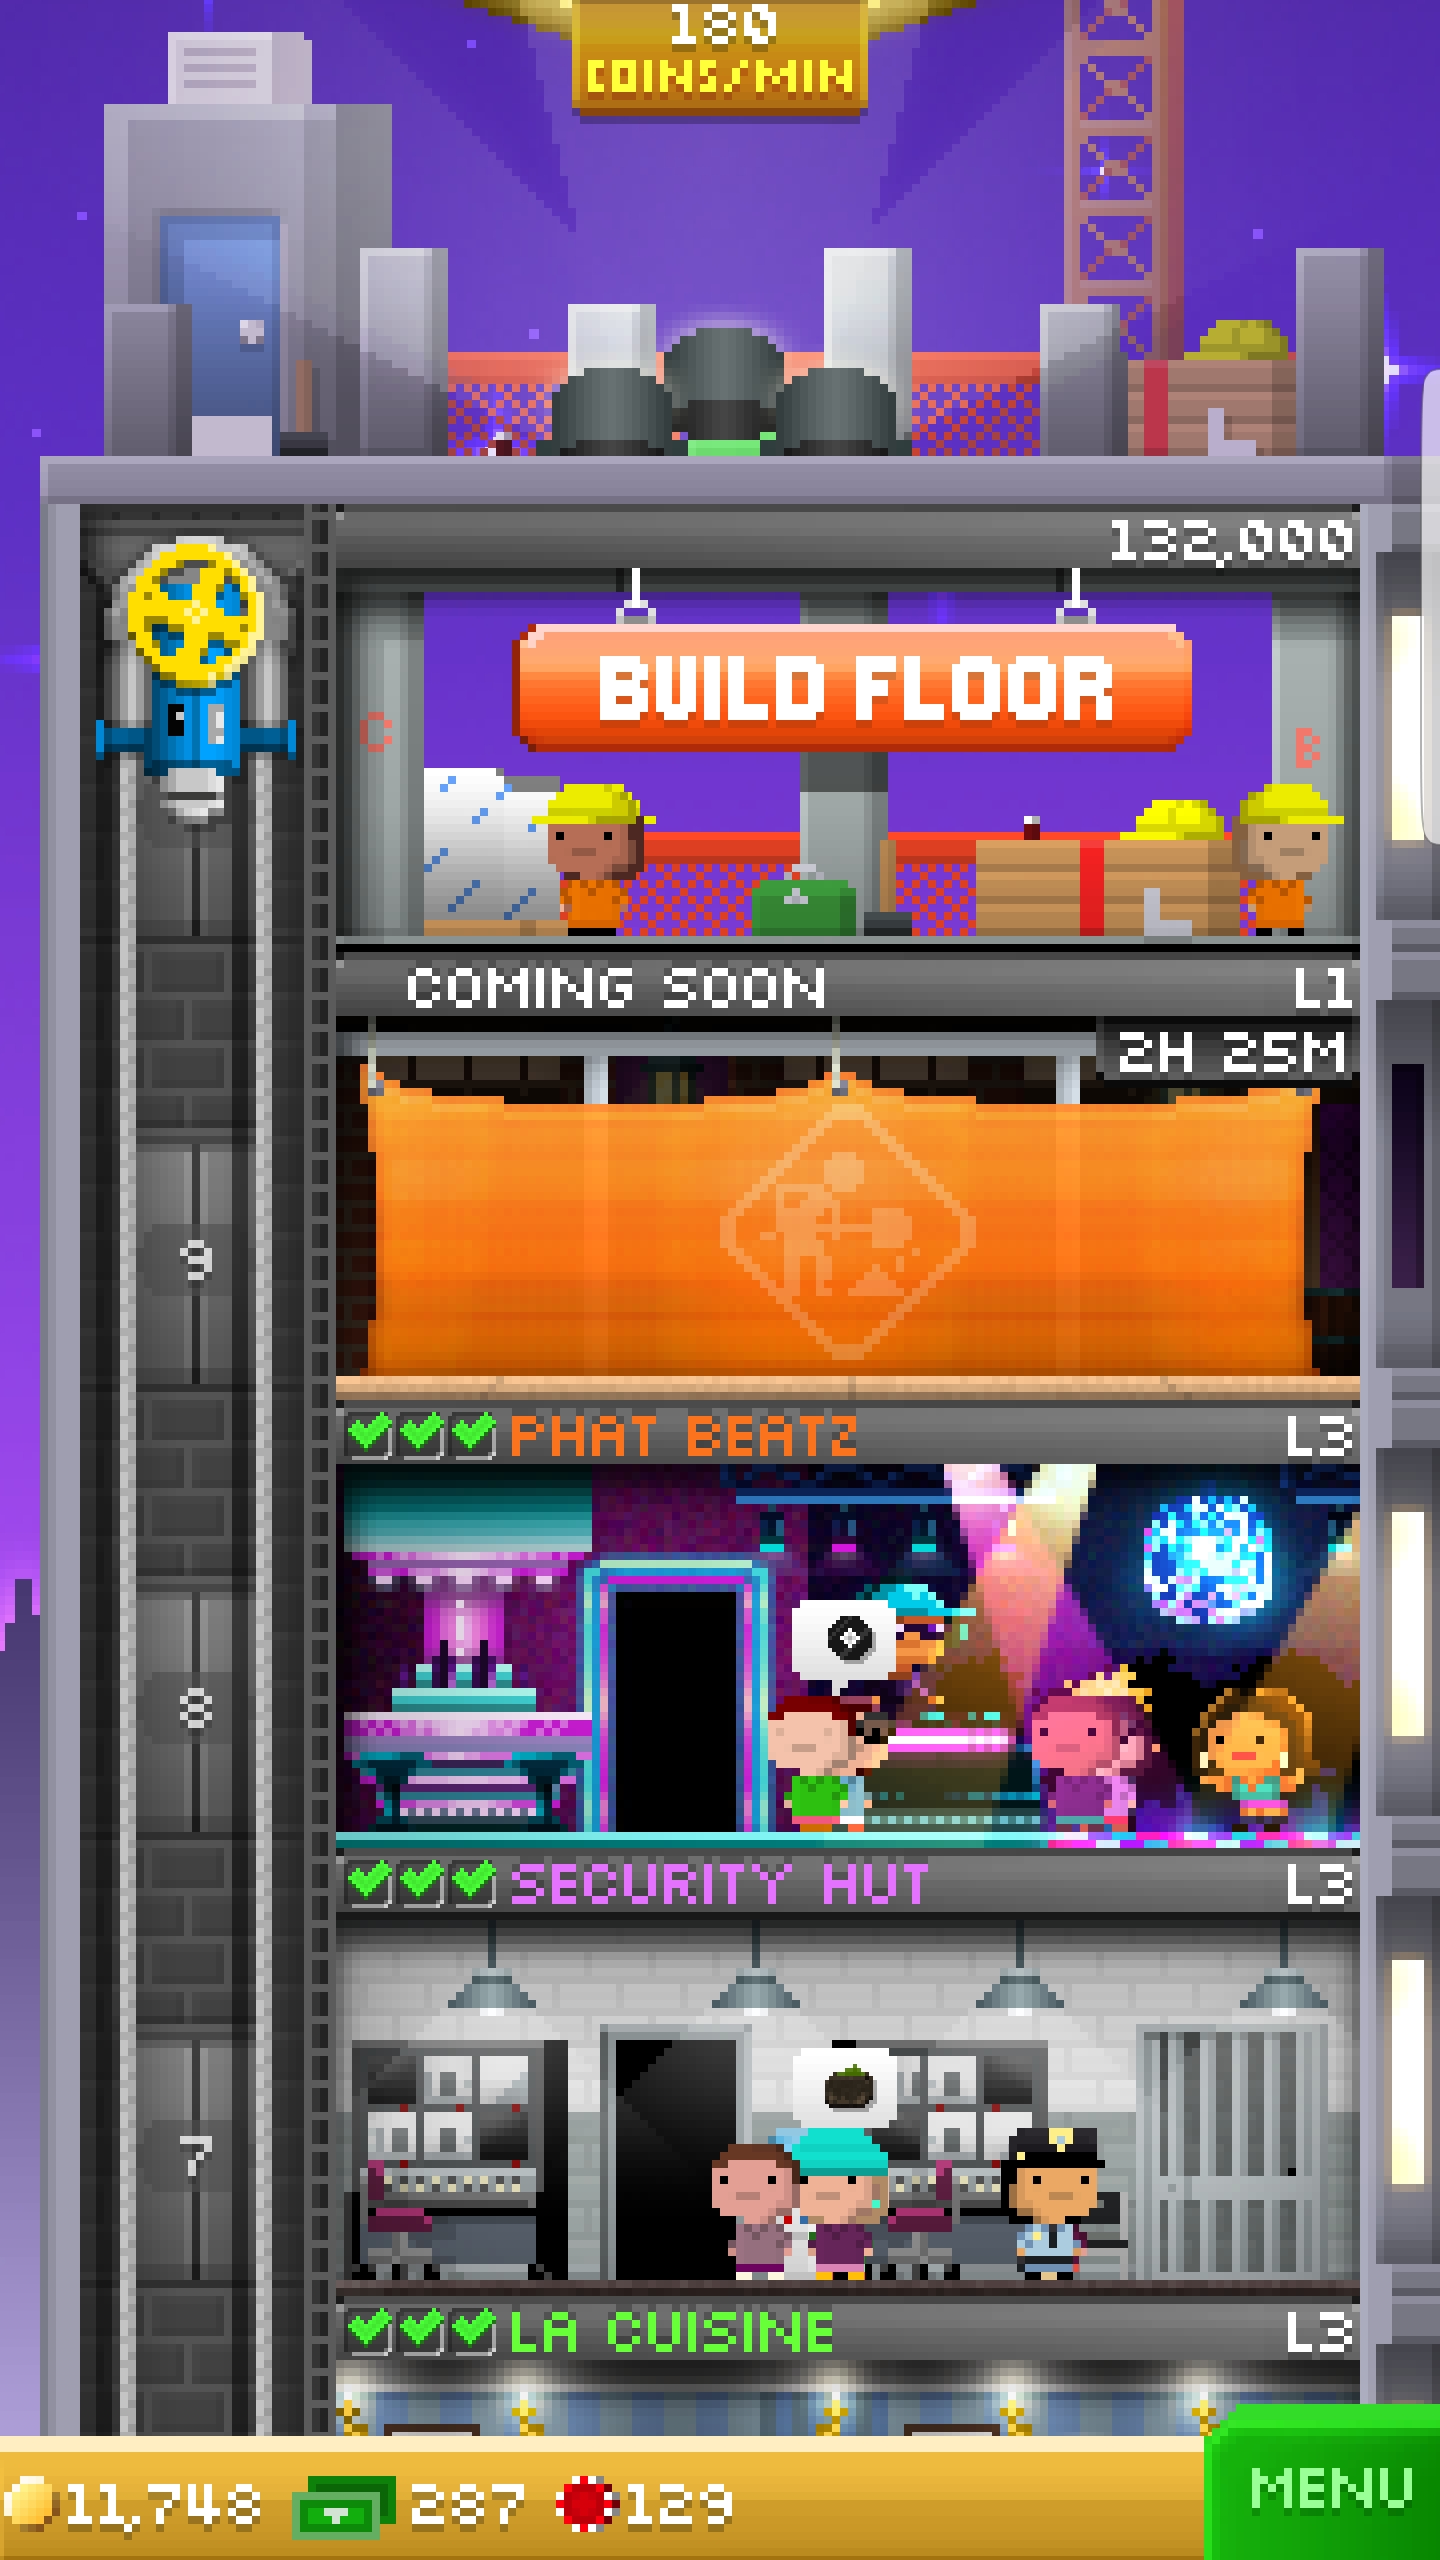 180
COINS/MIN
132,000
BUILD FLOOR
C
B
COMING SOON L1
2H 25M
9
PHAT BEATZ L3
8
SECURITY HUT L3
7
LA CUISINE L3
11,748 287 129
MENU